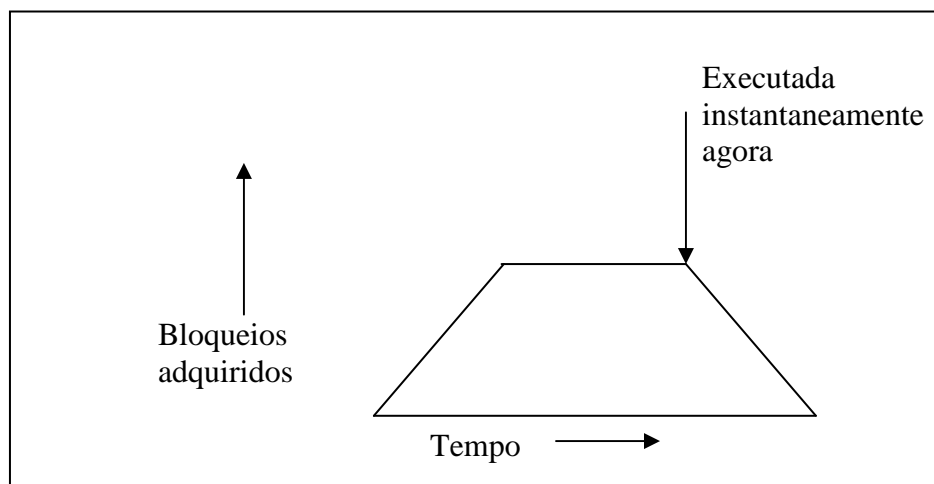 Executada
instantaneamente
agora
Bloqueios
adquiridos
Tempo